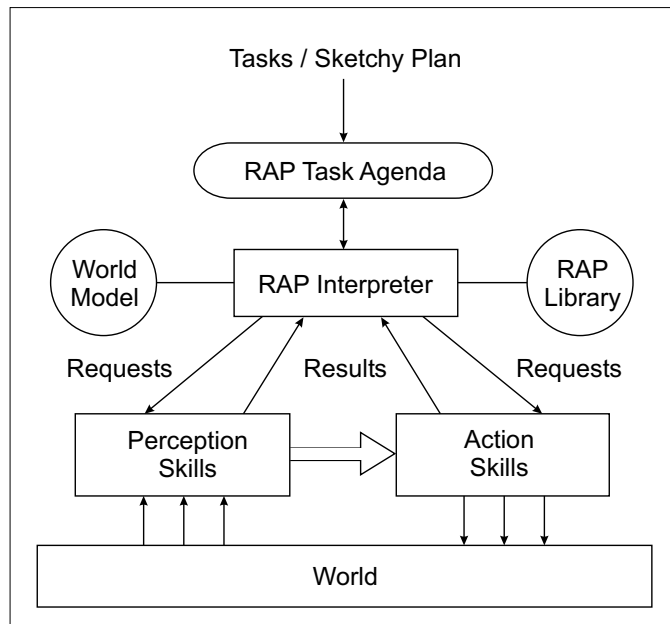 Tasks / Sketchy Plan
RAP Task Agenda
World
Model
RAP Interpreter
RAP
Library
Requests
Results
Requests
Perception
Skills
Action
Skills
World